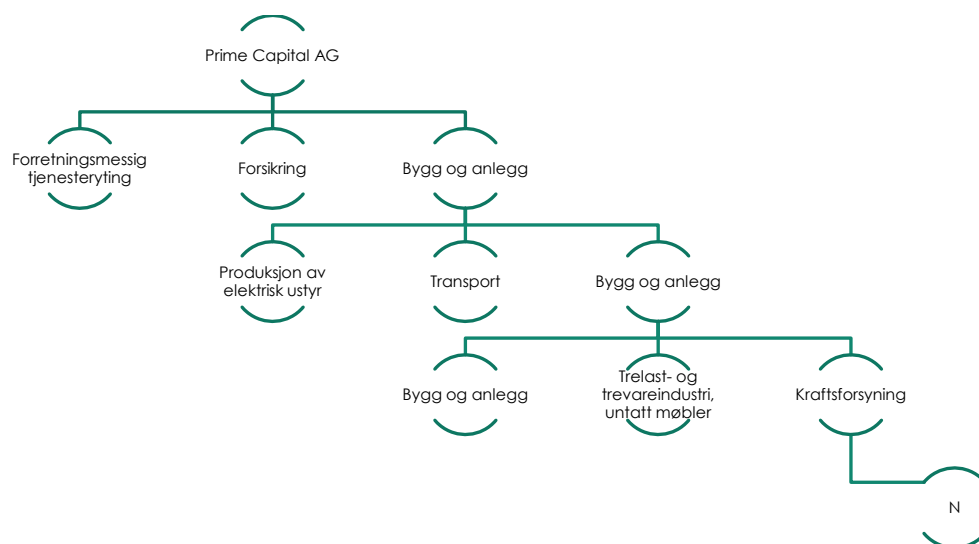 Prime Capital AG
Forretningsmessig
tjenesteryting
Forsikring
Bygg og anlegg
Produksjon av
elektrisk ustyr
Transport
Bygg og anlegg
Bygg og anlegg
Trelast- og
trevareindustri,
untatt møbler
Kraftsforsyning
N